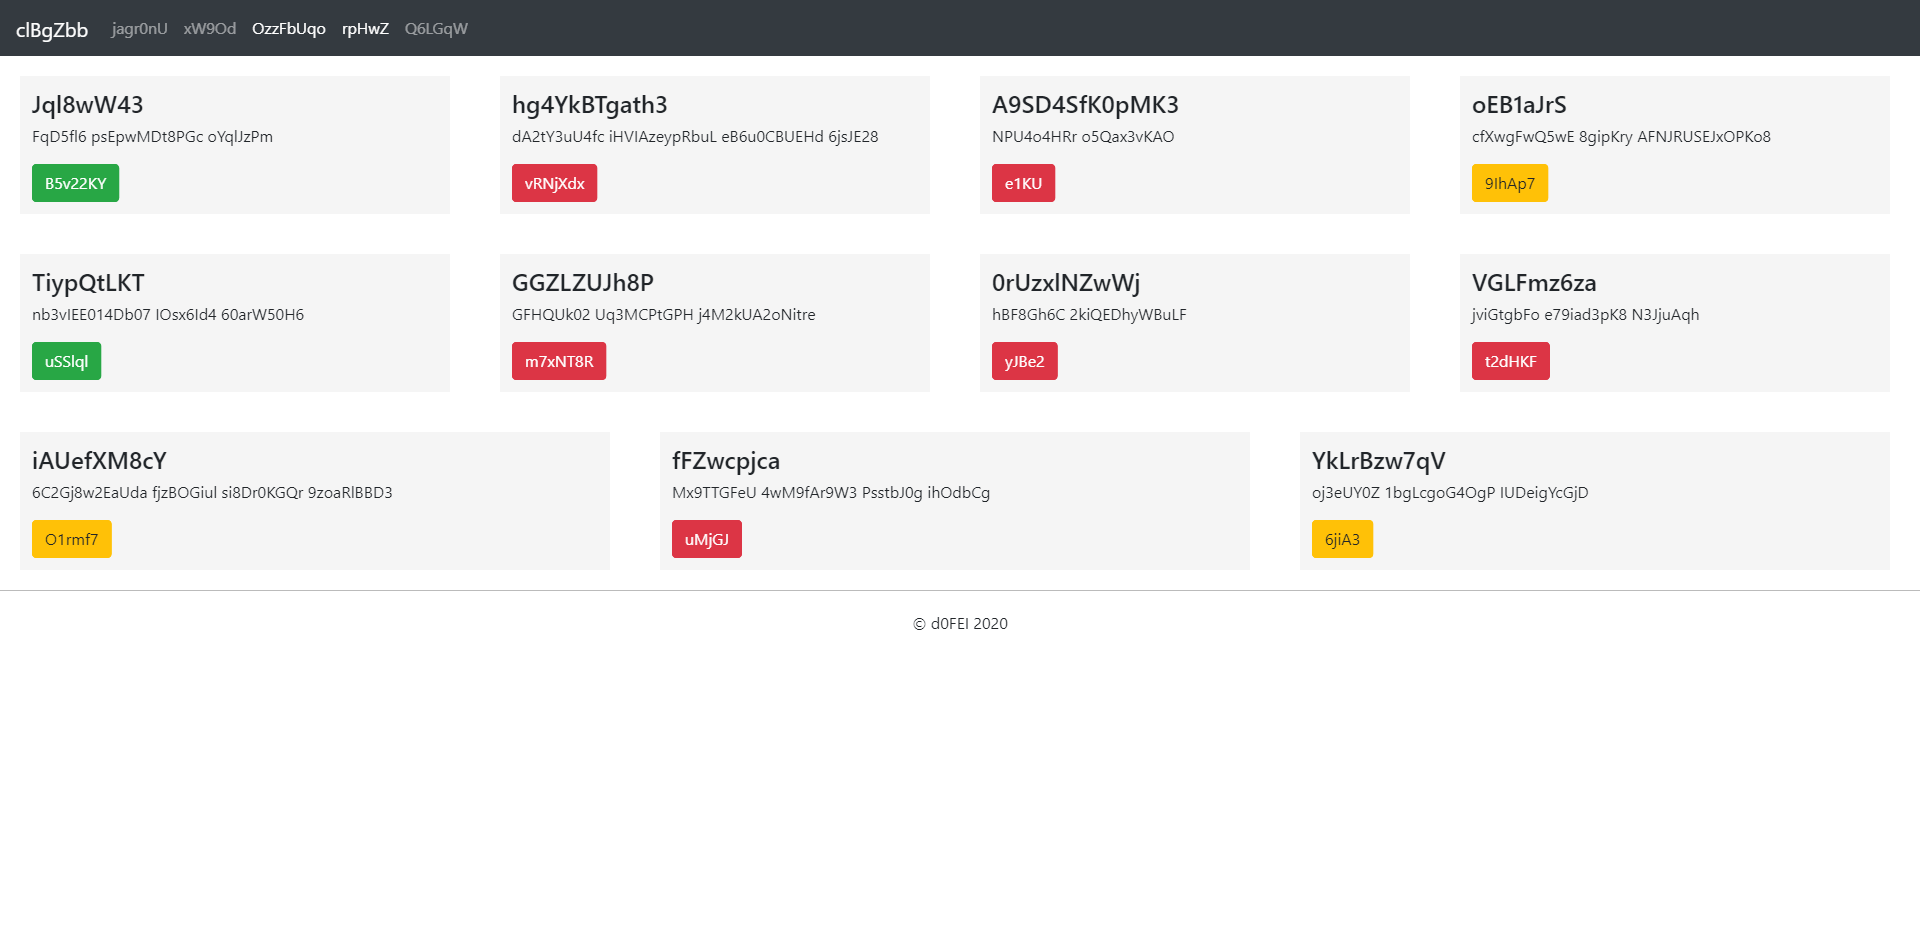 clBgZbb jagr0nU xW9Od OzzFbUqo rpHwZ Q6LGqW
Jql8wW43
FqD5fl6 psEpwMDt8PGc oYqlJzPm
B5v22KY
hg4YkBTgath3
dA2tY3uU4fc iHVIAzeypRbuL eB6u0CBUEHd 6jsJE28
vRNjXdx
A9SD4SfK0pMK3
NPU4o4HRr o5Qax3vKAO
e1KU
oEB1aJrS
cfXwgFwQ5wE 8gipKry AFNJRUSEJxOPKo8
9IhAp7
TiypQtLKT
nb3vIEE014Db07 IOsx6Id4 60arW50H6
uSSlql
GGZLZUJh8P
GFHQUk02 Uq3MCPtGPH j4M2kUA2oNitre
m7xNT8R
0rUzxlNZwWj
hBF8Gh6C 2kiQEDhyWBuLF
yJBe2
VGLFmz6za
jviGtgbFo e79iad3pK8 N3JjuAqh
t2dHKF
iAUefXM8cY
6C2Gj8w2EaUda fjzBOGiul si8Dr0KGQr 9zoaRlBBD3
O1rmf7
fFZwcpjca
Mx9TTGFeU 4wM9fAr9W3 PsstbJ0g ihOdbCg
uMjGJ
YkLrBzw7qV
oj3eUY0Z 1bgLcgoG4OgP IUDeigYcGjD
6jiA3
© d0FEI 2020